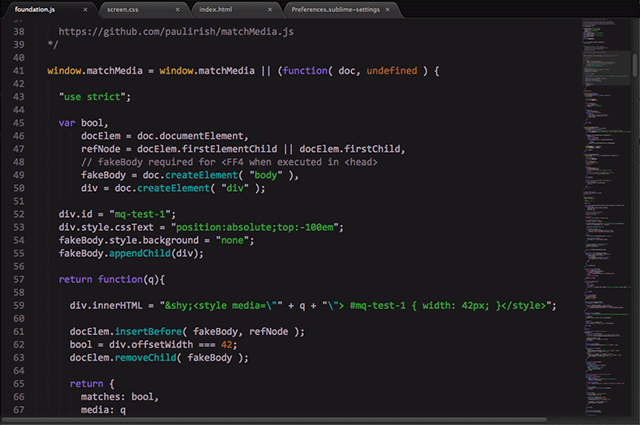 foundation.js screen.css index.html Preferences.sublime-settings
38 https://github.com/paulirish/matchMedia.js
39 */
40
41 window.matchMedia = window.matchMedia || (function( doc, undefined ) {
42
43 "use strict";
44
45 var bool,
46 docElem = doc.documentElement,
47 refNode = docElem.firstElementChild || docElem.firstChild,
48 // fakeBody required for <FF4 when executed in <head>
49 fakeBody = doc.createElement( "body" ),
50 div = doc.createElement( "div" );
51
52 div.id = "mq-test-1";
53 div.style.cssText = "position:absolute;top:-100em";
54 fakeBody.style.background = "none";
55 fakeBody.appendChild(div);
56
57 return function(q){
58
59 div.innerHTML = "&shy;<style media=\"" + q + "\"> #mq-test-1 { width: 42px; }</style>";
60
61 docElem.insertBefore( fakeBody, refNode );
62 bool = div.offsetWidth === 42;
63 docElem.removeChild( fakeBody );
64
65 return {
66 matches: bool,
67 media: q